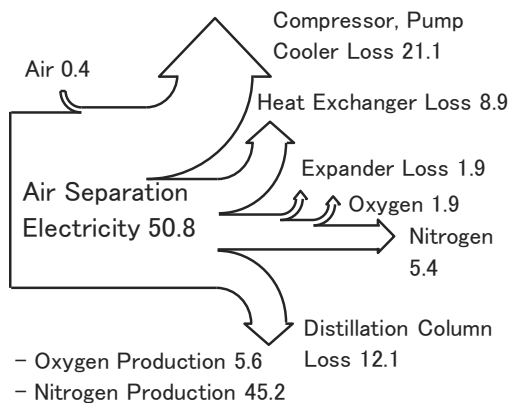 Compressor, Pump
Cooler Loss 21.1
Air 0.4
Heat Exchanger Loss 8.9
Expander Loss 1.9
Air Separation
Electricity 50.8
Oxygen 1.9
Nitrogen
5.4
Distillation Column
Loss 12.1
- Oxygen Production 5.6
- Nitrogen Production 45.2